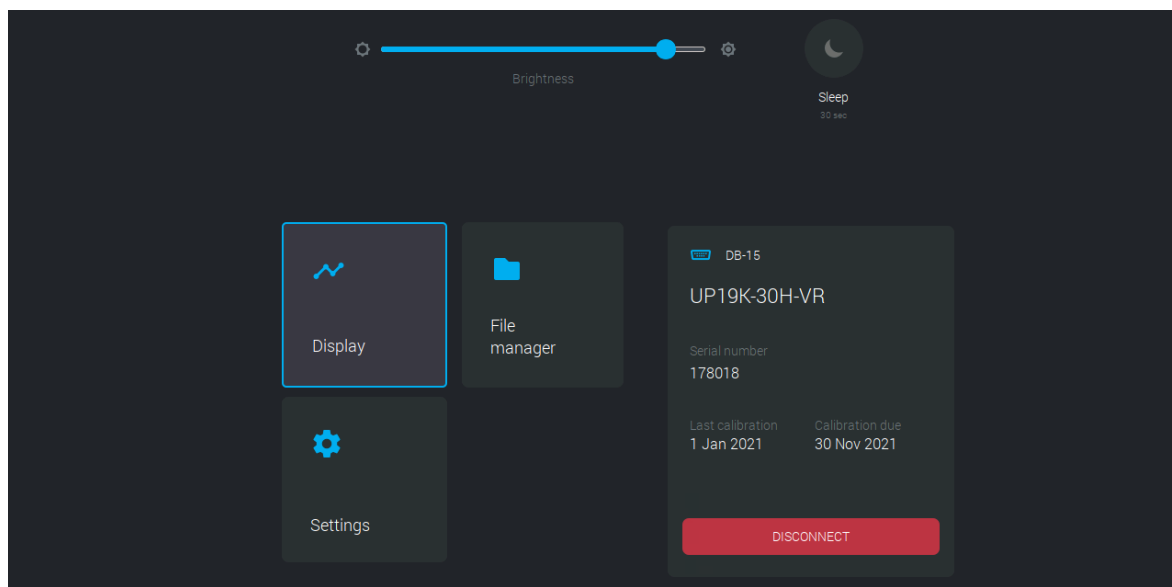 Brightness
Sleep
30 sec
Display
File
manager
Settings
DB-15
UP19K-30H-VR
Serial number
178018
Last calibration Calibration due
1 Jan 2021 30 Nov 2021
DISCONNECT